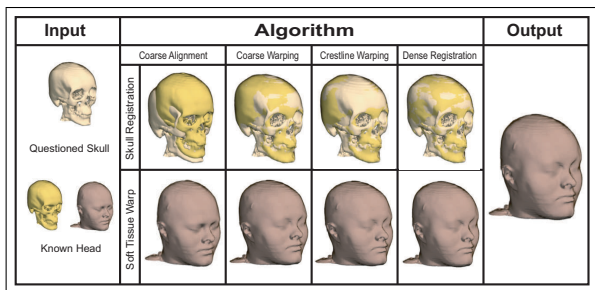 Input
Algorithm
Output
Coarse Alignment
Coarse Warping
Crestline Warping
Dense Registration
Skull Registration
Questioned Skull
Soft Tissue Warp
Known Head